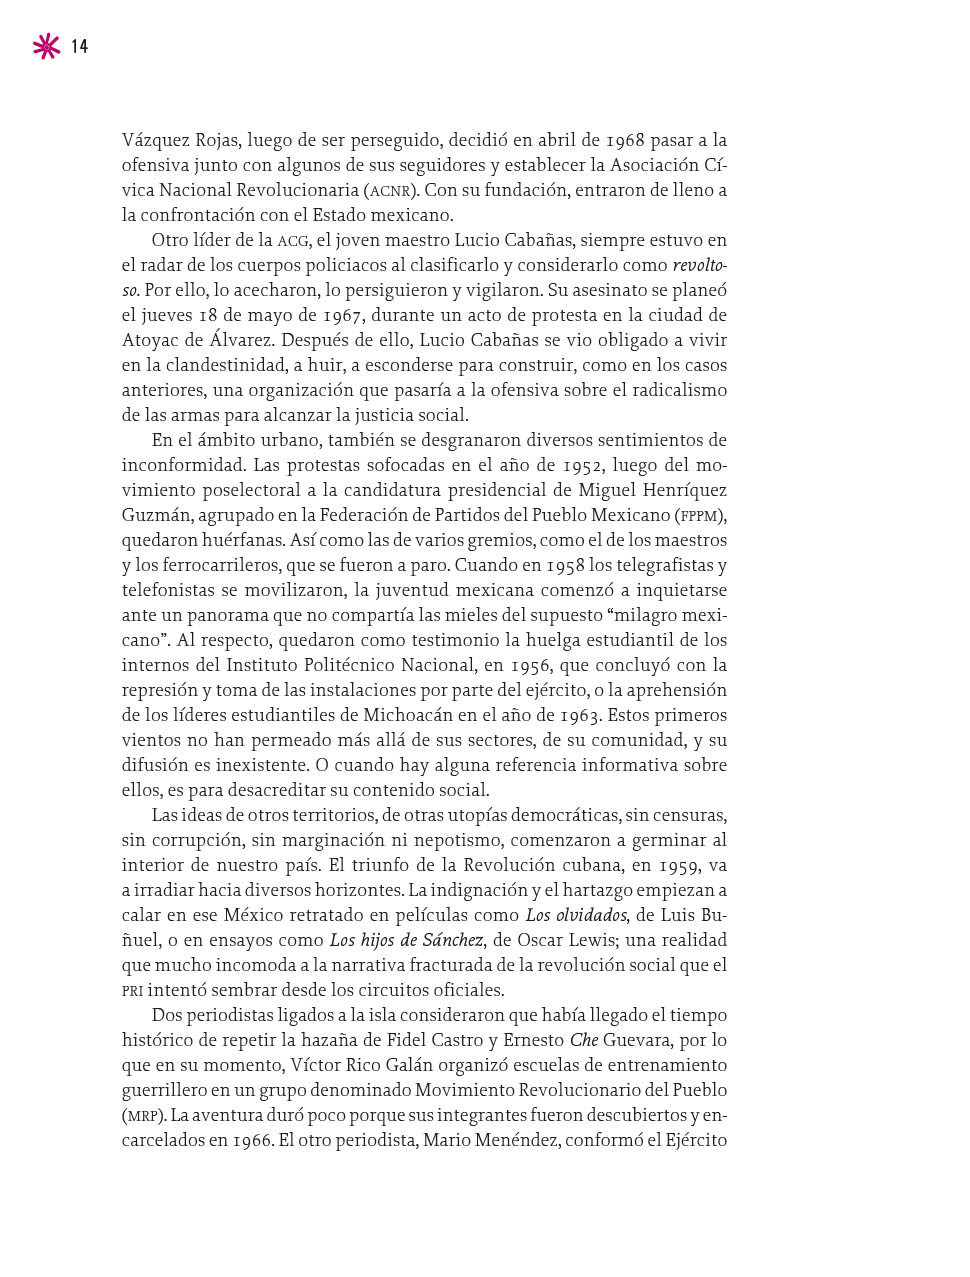 14
Vázquez Rojas, luego de ser perseguido, decidió en abril de 1968 pasar a la
ofensiva junto con algunos de sus seguidores y establecer la Asociación Cí-
vica Nacional Revolucionaria (ACNR). Con su fundación, entraron de lleno a
la confrontación con el Estado mexicano.
Otro líder de la ACG, el joven maestro Lucio Cabañas, siempre estuvo en
el radar de los cuerpos policiacos al clasificarlo y considerarlo como revolto-
so. Por ello, lo acecharon, lo persiguieron y vigilaron. Su asesinato se planeó
el jueves 18 de mayo de 1967, durante un acto de protesta en la ciudad de
Atoyac de Álvarez. Después de ello, Lucio Cabañas se vio obligado a vivir
en la clandestinidad, a huir, a esconderse para construir, como en los casos
anteriores, una organización que pasaría a la ofensiva sobre el radicalismo
de las armas para alcanzar la justicia social.
En el ámbito urbano, también se desgranaron diversos sentimientos de
inconformidad. Las protestas sofocadas en el año de 1952, luego del mo-
vimiento poselectoral a la candidatura presidencial de Miguel Henríquez
Guzmán, agrupado en la Federación de Partidos del Pueblo Mexicano (FPPM),
quedaron huérfanas. Así como las de varios gremios, como el de los maestros
y los ferrocarrileros, que se fueron a paro. Cuando en 1958 los telegrafistas y
telefonistas se movilizaron, la juventud mexicana comenzó a inquietarse
ante un panorama que no compartía las mieles del supuesto “milagro mexi-
cano”. Al respecto, quedaron como testimonio la huelga estudiantil de los
internos del Instituto Politécnico Nacional, en 1956, que concluyó con la
represión y toma de las instalaciones por parte del ejército, o la aprehensión
de los líderes estudiantiles de Michoacán en el año de 1963. Estos primeros
vientos no han permeado más allá de sus sectores, de su comunidad, y su
difusión es inexistente. O cuando hay alguna referencia informativa sobre
ellos, es para desacreditar su contenido social.
Las ideas de otros territorios, de otras utopías democráticas, sin censuras,
sin corrupción, sin marginación ni nepotismo, comenzaron a germinar al
interior de nuestro país. El triunfo de la Revolución cubana, en 1959, va
a irradiar hacia diversos horizontes. La indignación y el hartazgo empiezan a
calar en ese México retratado en películas como Los olvidados, de Luis Bu-
ñuel, o en ensayos como Los hijos de Sánchez, de Oscar Lewis; una realidad
que mucho incomoda a la narrativa fracturada de la revolución social que el
PRI intentó sembrar desde los circuitos oficiales.
Dos periodistas ligados a la isla consideraron que había llegado el tiempo
histórico de repetir la hazaña de Fidel Castro y Ernesto Che Guevara, por lo
que en su momento, Víctor Rico Galán organizó escuelas de entrenamiento
guerrillero en un grupo denominado Movimiento Revolucionario del Pueblo
(MRP). La aventura duró poco porque sus integrantes fueron descubiertos y en-
carcelados en 1966. El otro periodista, Mario Menéndez, conformó el Ejército